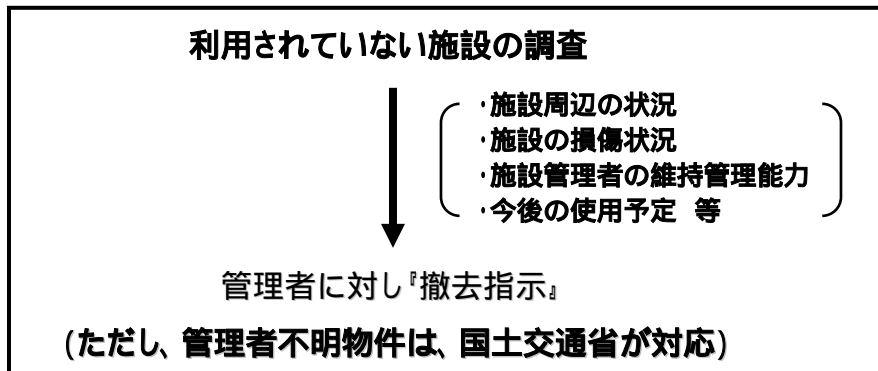 利用されていない施設の調査
・施設周辺の状況
・施設の損傷状況
・施設管理者の維持管理能力
・今後の使用予定　等
管理者に対し『撤去指示』
(ただし、管理者不明物件は、国土交通省が対応)